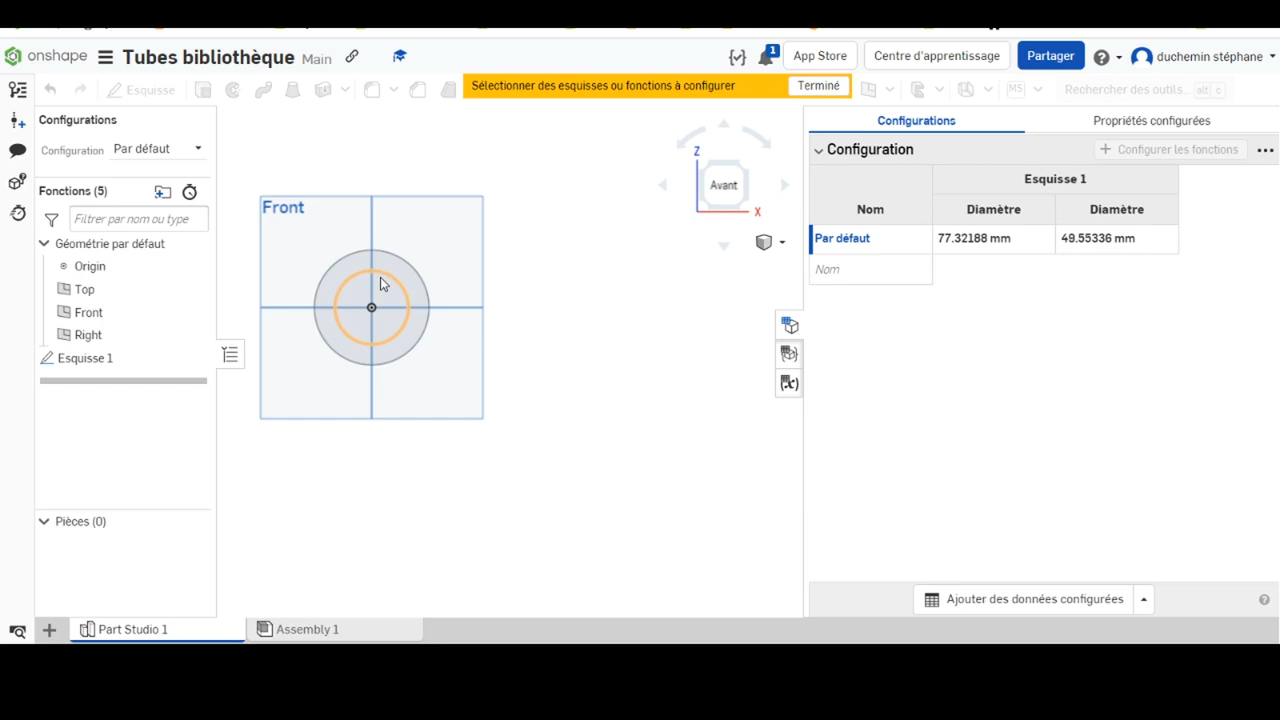 onshape Tubes bibliothèque Main 1 App Store Centre d'apprentissage Partager duchemin stéphane
Esquisse Sélectionner des esquisses ou fonctions à configurer Terminé MS Rechercher des outils... alt c
Configurations
Configuration Par défaut
Fonctions (5)
Filtrer par nom ou type
Géométrie par défaut
Origin
Top
Front
Right
Esquisse 1
Pièces (0)
Front
Z
Avant
X
Configurations Propriétés configurées
Configuration Configurer les fonctions
Esquisse 1
Nom Diamètre Diamètre
Par défaut 77.32188 mm 49.55336 mm
Nom
Ajouter des données configurées
Part Studio 1 Assembly 1